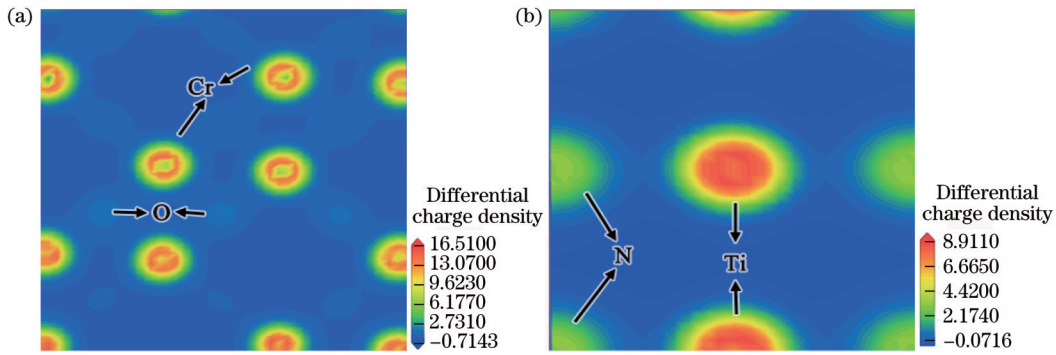 (a)
Cr
O
Differential
charge density
16.5100
13.0700
9.6230
6.1770
2.7310
−0.7143
(b)
N
Ti
Differential
charge density
8.9110
6.6650
4.4200
2.1740
−0.0716